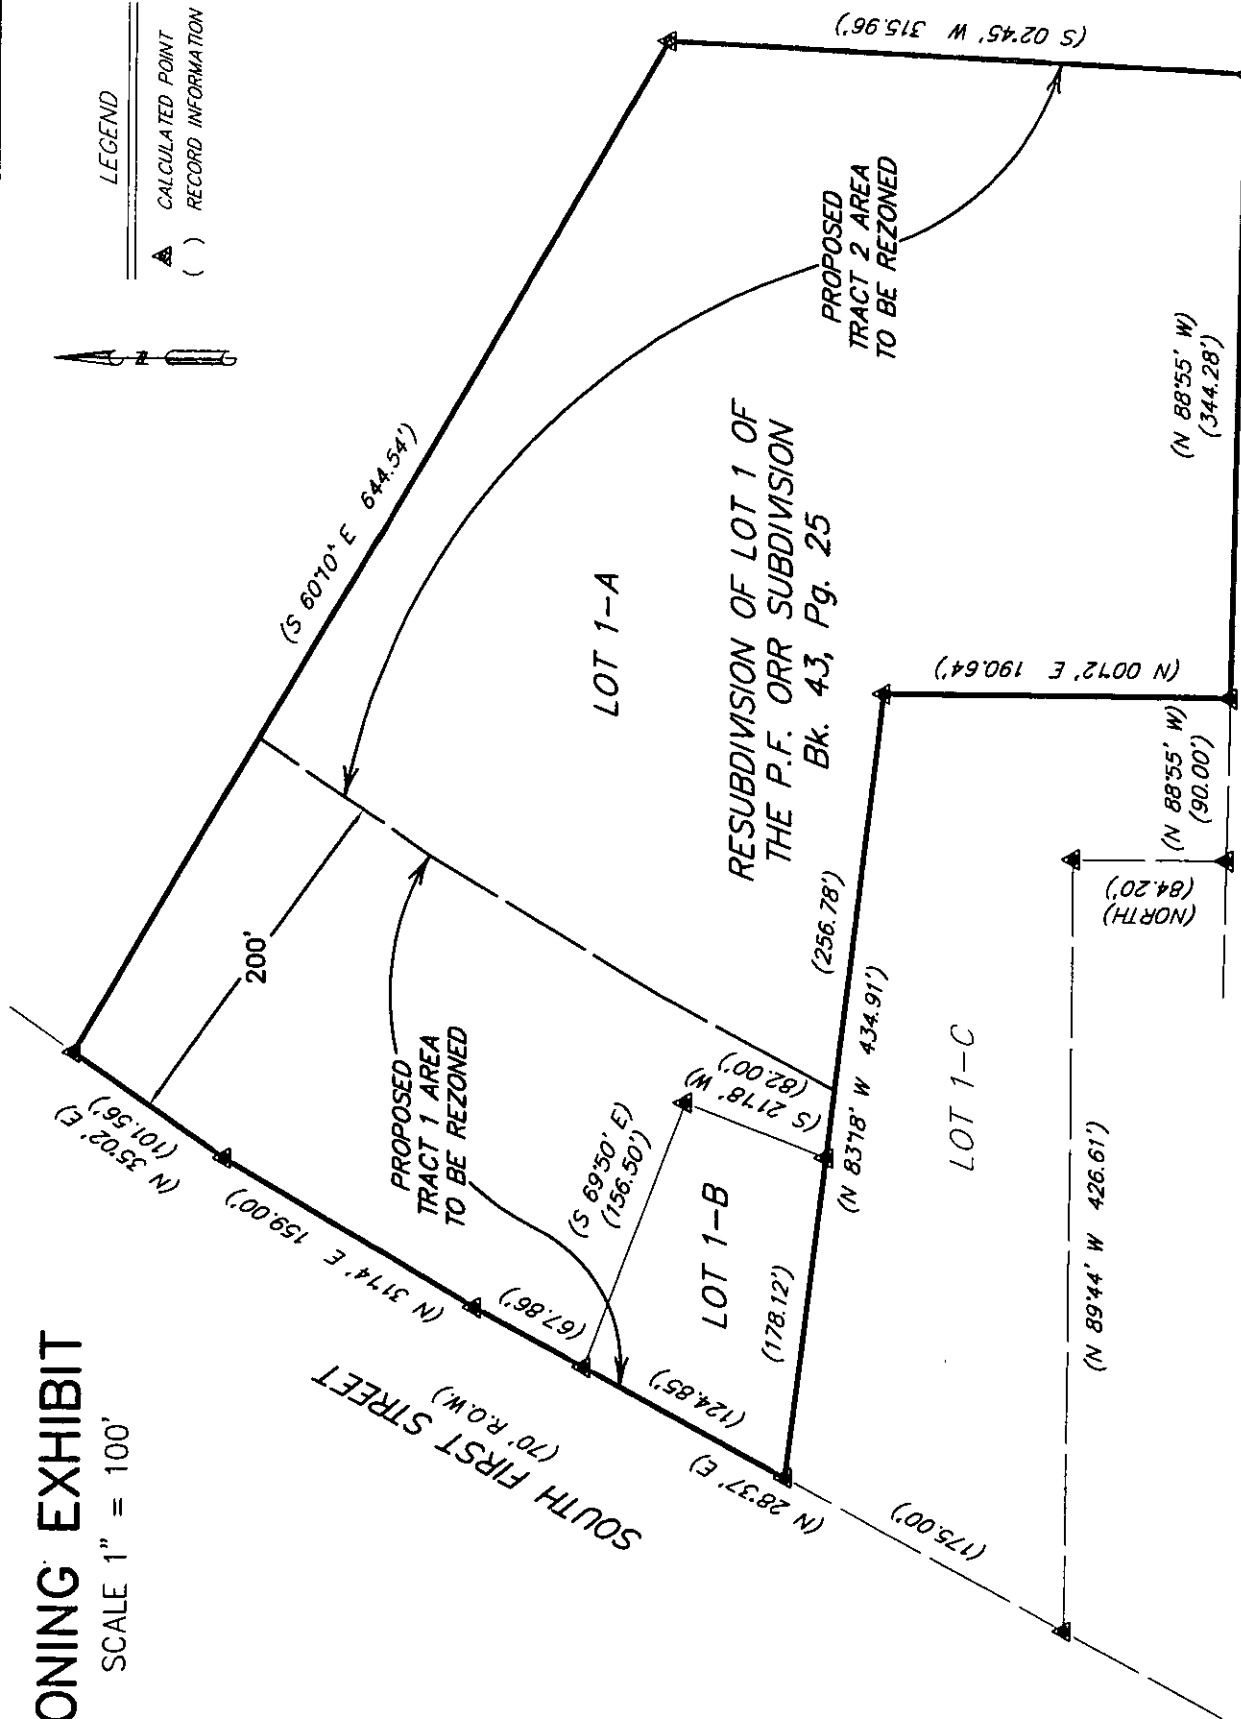 ONING EXHIBIT
SCALE 1" = 100'
LEGEND
CALCULATED POINT
( ) RECORD INFORMATION
N
(S 60°10' E 644.54')
(S 02°45' W 315.96')
200'
(N 35°02' E)
(101.56')
(N 31°14' E 159.00')
(67.86')
(124.85')
(N 28°37' E)
(175.00')
SOUTH FIRST STREET
(70' R.O.W.)
PROPOSED
TRACT 1 AREA
TO BE REZONED
PROPOSED
TRACT 2 AREA
TO BE REZONED
LOT 1-A
RESUBDIVISION OF LOT 1 OF
THE P.F. ORR SUBDIVISION
Bk. 43, Pg. 25
(S 69°50' E)
(156.50')
(S 21°18' W)
(82.00')
LOT 1-B
(178.12')
(256.78')
(N 83°18' W 434.91')
LOT 1-C
(N 00°12' E 190.64')
(N 88°55' W)
(344.28')
(N 88°55' W)
(90.00')
(NORTH)
(84.20')
(N 89°44' W 426.61')